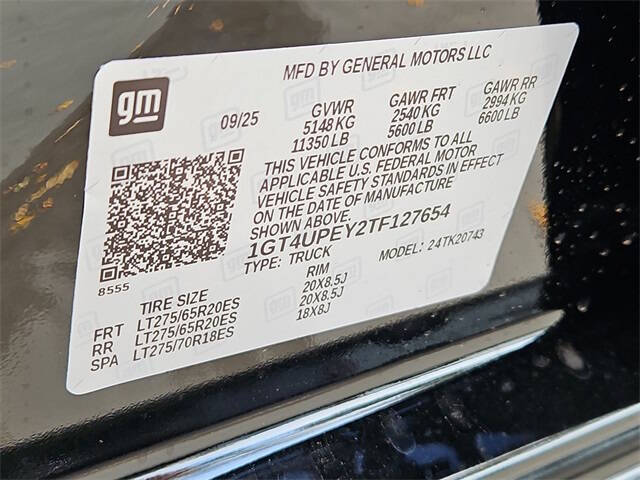 MFD BY GENERAL MOTORS LLC
gm
09/25
GVWR GAWR FRT GAWR RR
5148 KG 2540 KG 2994 KG
11350 LB 5600 LB 6600 LB
THIS VEHICLE CONFORMS TO ALL
APPLICABLE U.S. FEDERAL MOTOR
VEHICLE SAFETY STANDARDS IN EFFECT
ON THE DATE OF MANUFACTURE
SHOWN ABOVE.
1GT4UPEY2TF127654
TYPE: TRUCK MODEL: 24TK20743
8555
TIRE SIZE RIM
FRT LT275/65R20ES 20X8.5J
RR LT275/65R20ES 20X8.5J
SPA LT275/70R18ES 18X8J